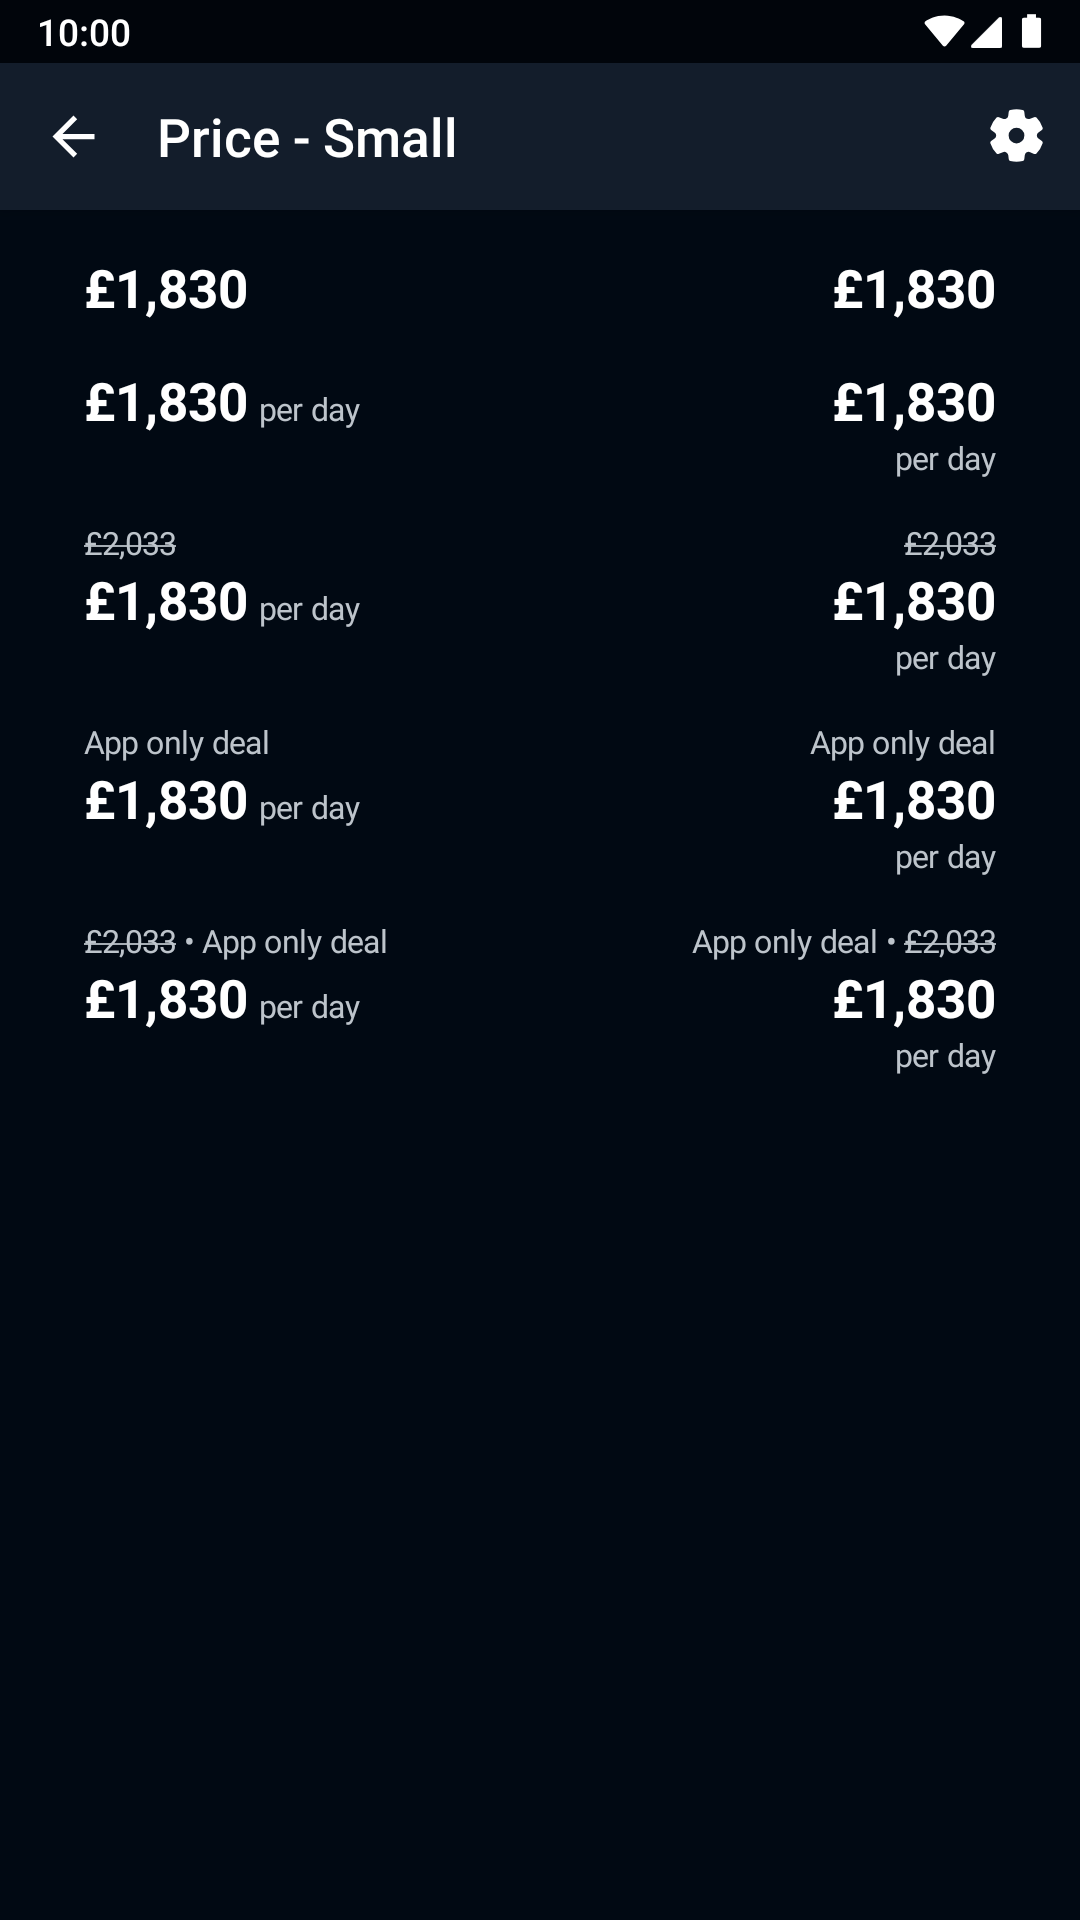 10:00
Price - Small
£1,830 £1,830
£1,830 per day £1,830
per day
£2,033 £2,033
£1,830 per day £1,830
per day
App only deal App only deal
£1,830 per day £1,830
per day
£2,033 • App only deal App only deal • £2,033
£1,830 per day £1,830
per day